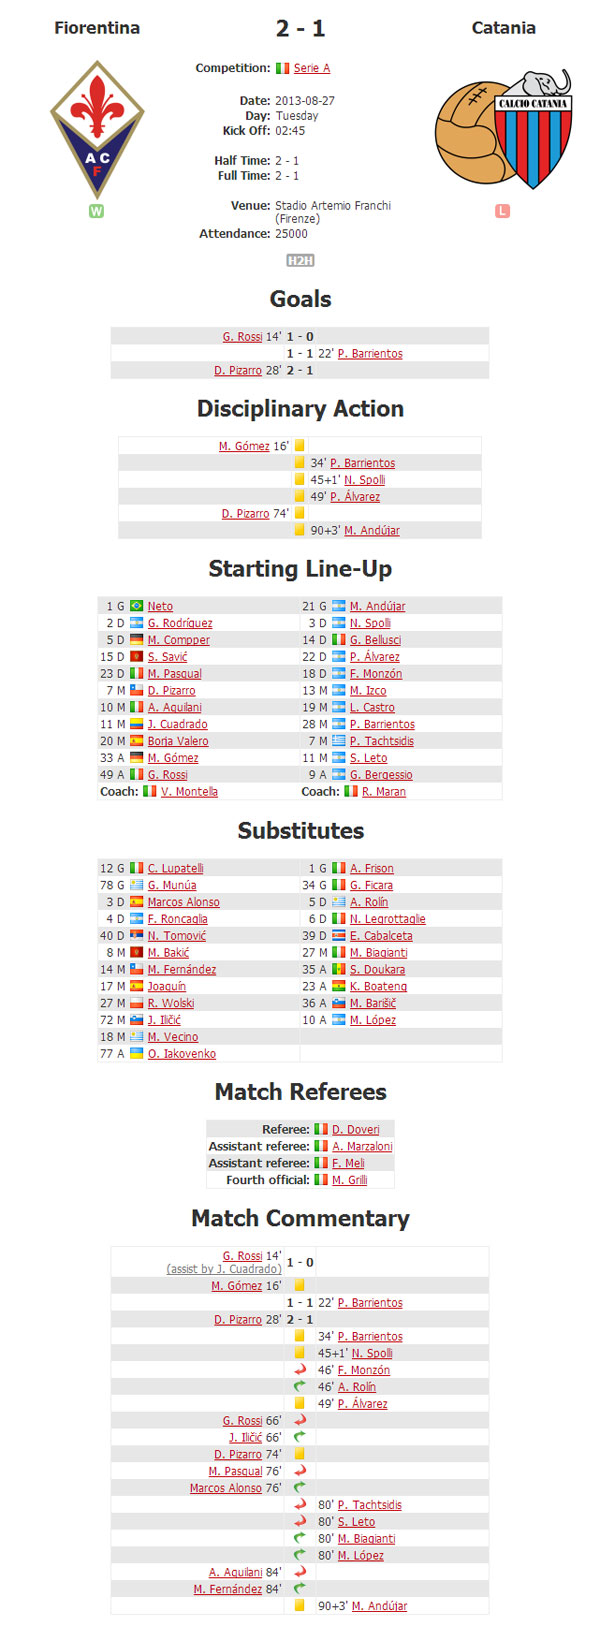 Fiorentina
2 - 1
Catania
Competition: Serie A
Date: 2013-08-27
Day: Tuesday
Kick Off: 02:45
Half Time: 2 - 1
Full Time: 2 - 1
Venue: Stadio Artemio Franchi
(Firenze)
Attendance: 25000
A C
F
CALCIO CATANIA
W
L
H2H
Goals
G. Rossi 14' 1 - 0
1 - 1 22' P. Barrientos
D. Pizarro 28' 2 - 1
Disciplinary Action
M. Gómez 16'
34' P. Barrientos
45+1' N. Spolli
49' P. Álvarez
D. Pizarro 74'
90+3' M. Andújar
Starting Line-Up
1 G Neto 21 G M. Andújar
2 D G. Rodríguez 3 D N. Spolli
5 D M. Compper 14 D G. Bellusci
15 D S. Savić 22 D P. Álvarez
23 D M. Pasqual 18 D F. Monzón
7 M D. Pizarro 13 M M. Izco
10 M A. Aquilani 19 M L. Castro
11 M J. Cuadrado 28 M P. Barrientos
20 M Borja Valero 7 M P. Tachtsidis
33 A M. Gómez 11 M S. Leto
49 A G. Rossi 9 A G. Bergessio
Coach: V. Montella Coach: R. Maran
Substitutes
12 G C. Lupatelli 1 G A. Frison
78 G G. Munúa 34 G G. Ficara
3 D Marcos Alonso 5 D A. Rolín
4 D F. Roncaglia 6 D N. Legrottaglie
40 D N. Tomović 39 D E. Cabalceta
8 M M. Bakić 27 M M. Biagianti
14 M M. Fernández 35 A S. Doukara
17 M Joaquín 23 A K. Boateng
27 M R. Wolski 36 A M. Barišič
72 M J. Iličić 10 A M. López
18 M M. Vecino
77 A O. Iakovenko
Match Referees
Referee: D. Doveri
Assistant referee: A. Marzaloni
Assistant referee: F. Meli
Fourth official: M. Grilli
Match Commentary
G. Rossi 14' 1 - 0
(assist by J. Cuadrado)
M. Gómez 16'
1 - 1 22' P. Barrientos
D. Pizarro 28' 2 - 1
34' P. Barrientos
45+1' N. Spolli
46' F. Monzón
46' A. Rolín
49' P. Álvarez
G. Rossi 66'
J. Iličić 66'
D. Pizarro 74'
M. Pasqual 76'
Marcos Alonso 76'
80' P. Tachtsidis
80' S. Leto
80' M. Biagianti
80' M. López
A. Aquilani 84'
M. Fernández 84'
90+3' M. Andújar